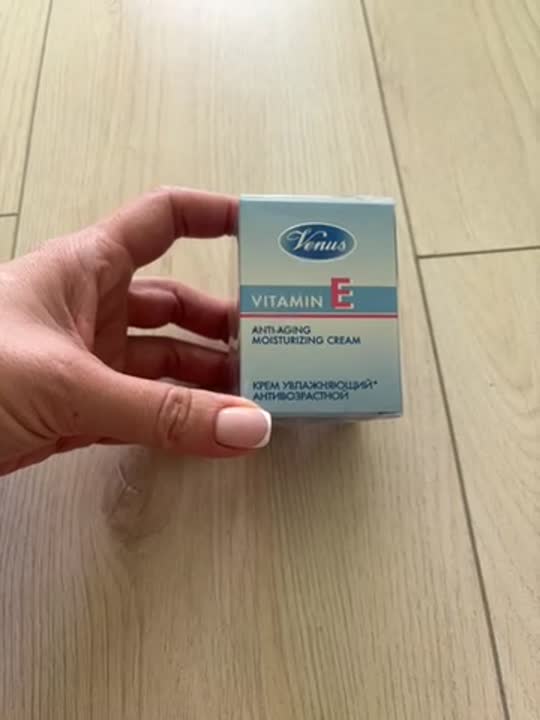 Venus
VITAMIN E
ANTI-AGING
MOISTURIZING CREAM
КРЕМ УВЛАЖНЯЮЩИЙ*
АНТИВОЗРАСТНОЙ